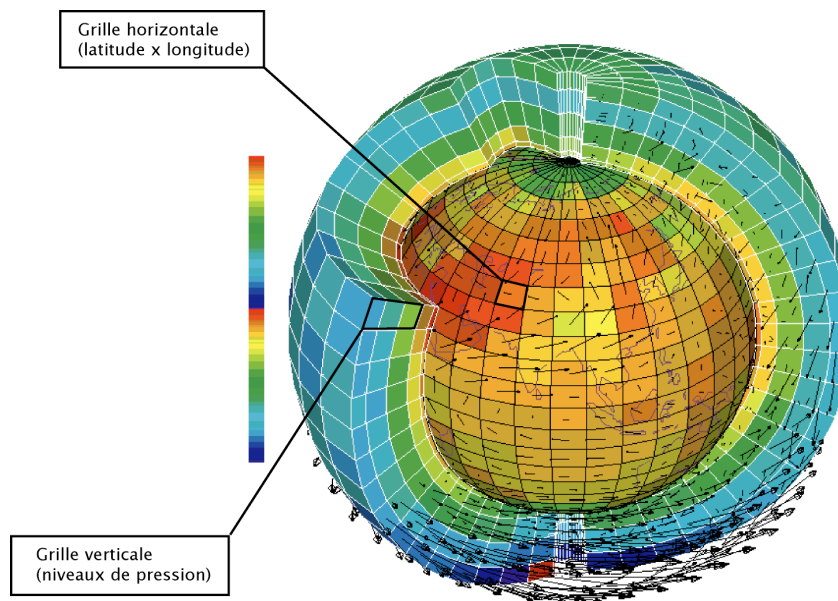 Grille horizontale
(latitude x longitude)
Grille verticale
(niveaux de pression)